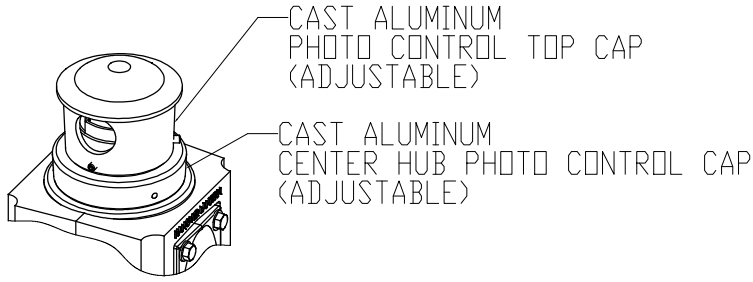 CAST ALUMINUM
PHOTO CONTROL TOP CAP
(ADJUSTABLE)
CAST ALUMINUM
CENTER HUB PHOTO CONTROL CAP
(ADJUSTABLE)